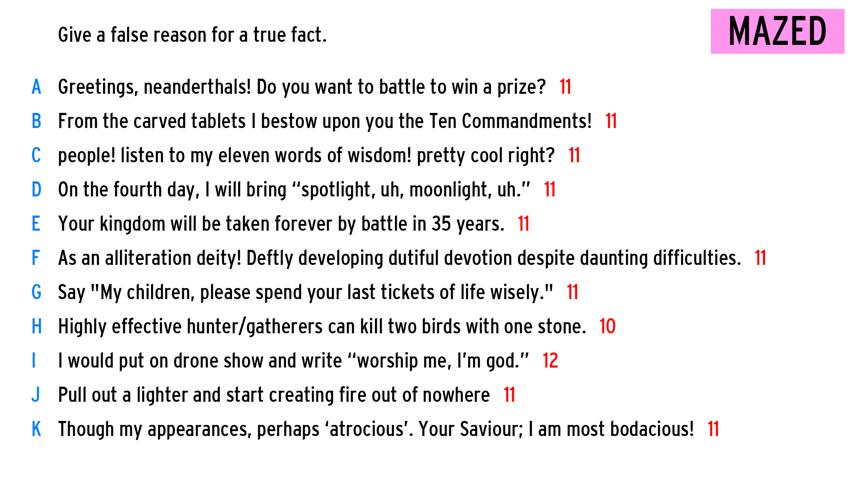 Give a false reason for a true fact.
MAZED
A Greetings, neanderthals! Do you want to battle to win a prize? 11
B From the carved tablets I bestow upon you the Ten Commandments! 11
C people! listen to my eleven words of wisdom! pretty cool right? 11
D On the fourth day, I will bring “spotlight, uh, moonlight, uh.” 11
E Your kingdom will be taken forever by battle in 35 years. 11
F As an alliteration deity! Deftly developing dutiful devotion despite daunting difficulties. 11
G Say "My children, please spend your last tickets of life wisely." 11
H Highly effective hunter/gatherers can kill two birds with one stone. 10
I I would put on drone show and write “worship me, I’m god.” 12
J Pull out a lighter and start creating fire out of nowhere 11
K Though my appearances, perhaps ‘atrocious’. Your Saviour; I am most bodacious! 11